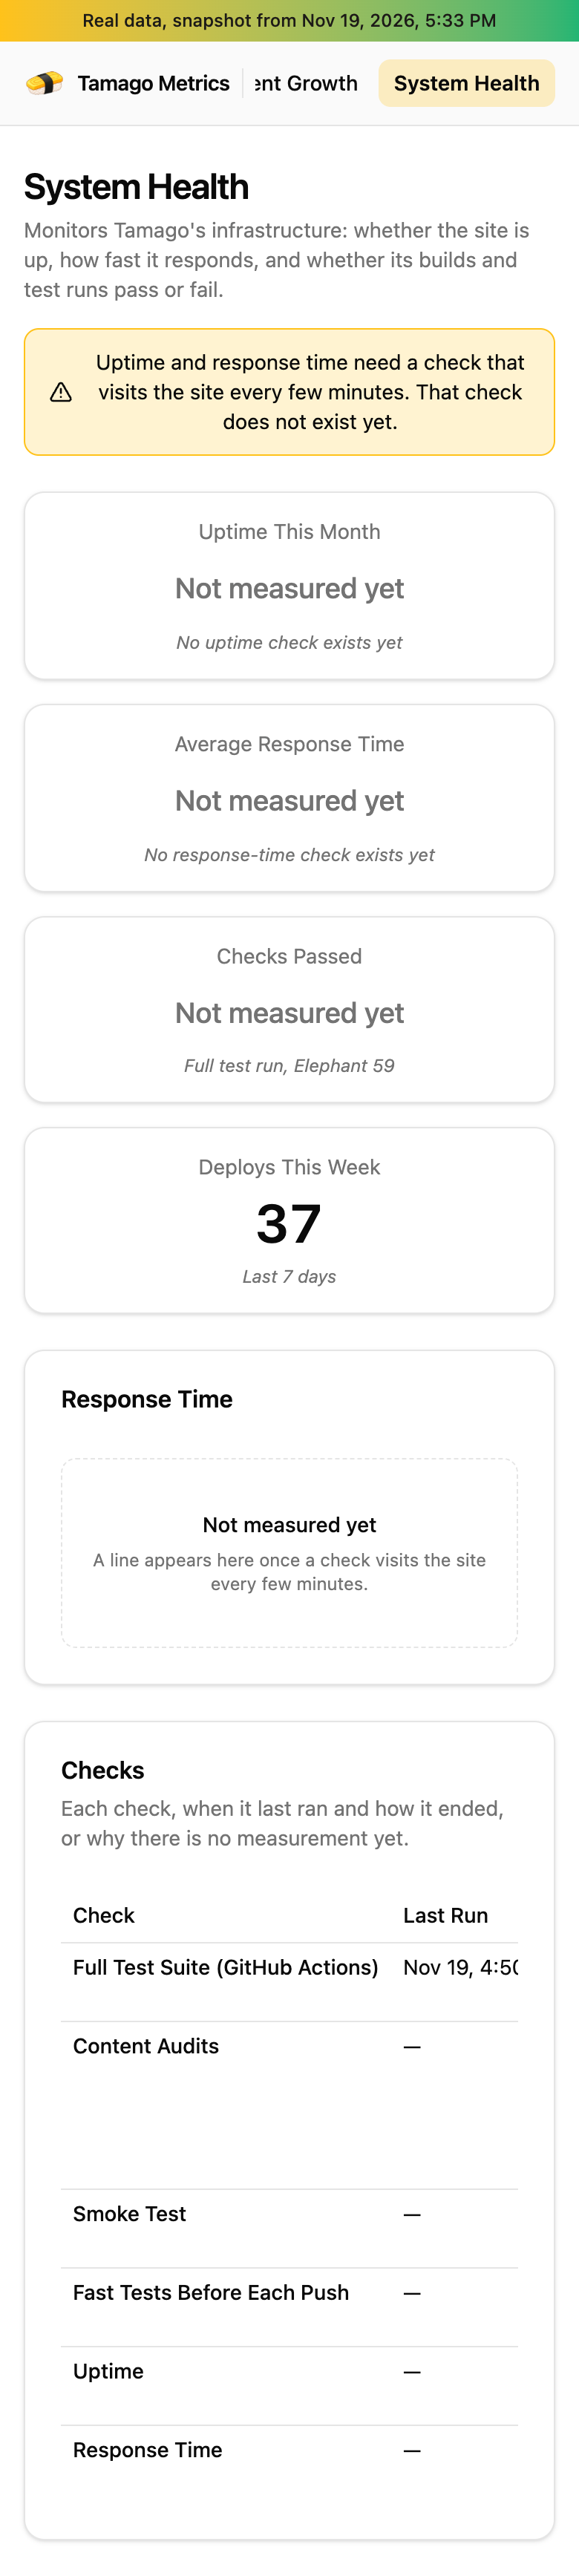 Real data, snapshot from Nov 19, 2026, 5:33 PM
Tamago Metrics
Growth
System Health
System Health
Monitors Tamago's infrastructure: whether the site is
up, how fast it responds, and whether its builds and
test runs pass or fail.
Uptime and response time need a check that
visits the site every few minutes. That check
does not exist yet.
Uptime This Month
Not measured yet
No uptime check exists yet
Average Response Time
Not measured yet
No response-time check exists yet
Checks Passed
Not measured yet
Full test run, Elephant 59
Deploys This Week
37
Last 7 days
Response Time
Not measured yet
A line appears here once a check visits the site
every few minutes.
Checks
Each check, when it last ran and how it ended,
or why there is no measurement yet.
Check Last Run
Full Test Suite (GitHub Actions) Nov 19,
Content Audits —
Smoke Test —
Fast Tests Before Each Push —
Uptime —
Response Time —